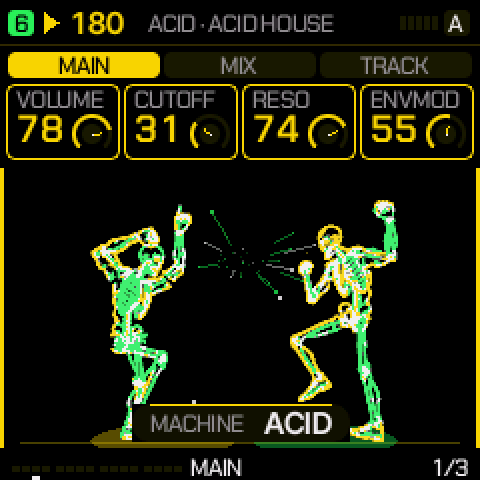 6 180 ACID · ACID HOUSE A
MAIN MIX TRACK
VOLUME CUTOFF RESO ENVMOD
78 31 74 55
MACHINE ACID
MAIN 1/3